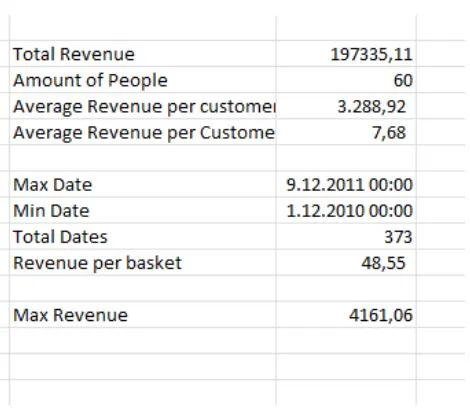 Total Revenue 197335,11
Amount of People 60
Average Revenue per customer 3.288,92
Average Revenue per Custome 7,68
Max Date 9.12.2011 00:00
Min Date 1.12.2010 00:00
Total Dates 373
Revenue per basket 48,55
Max Revenue 4161,06